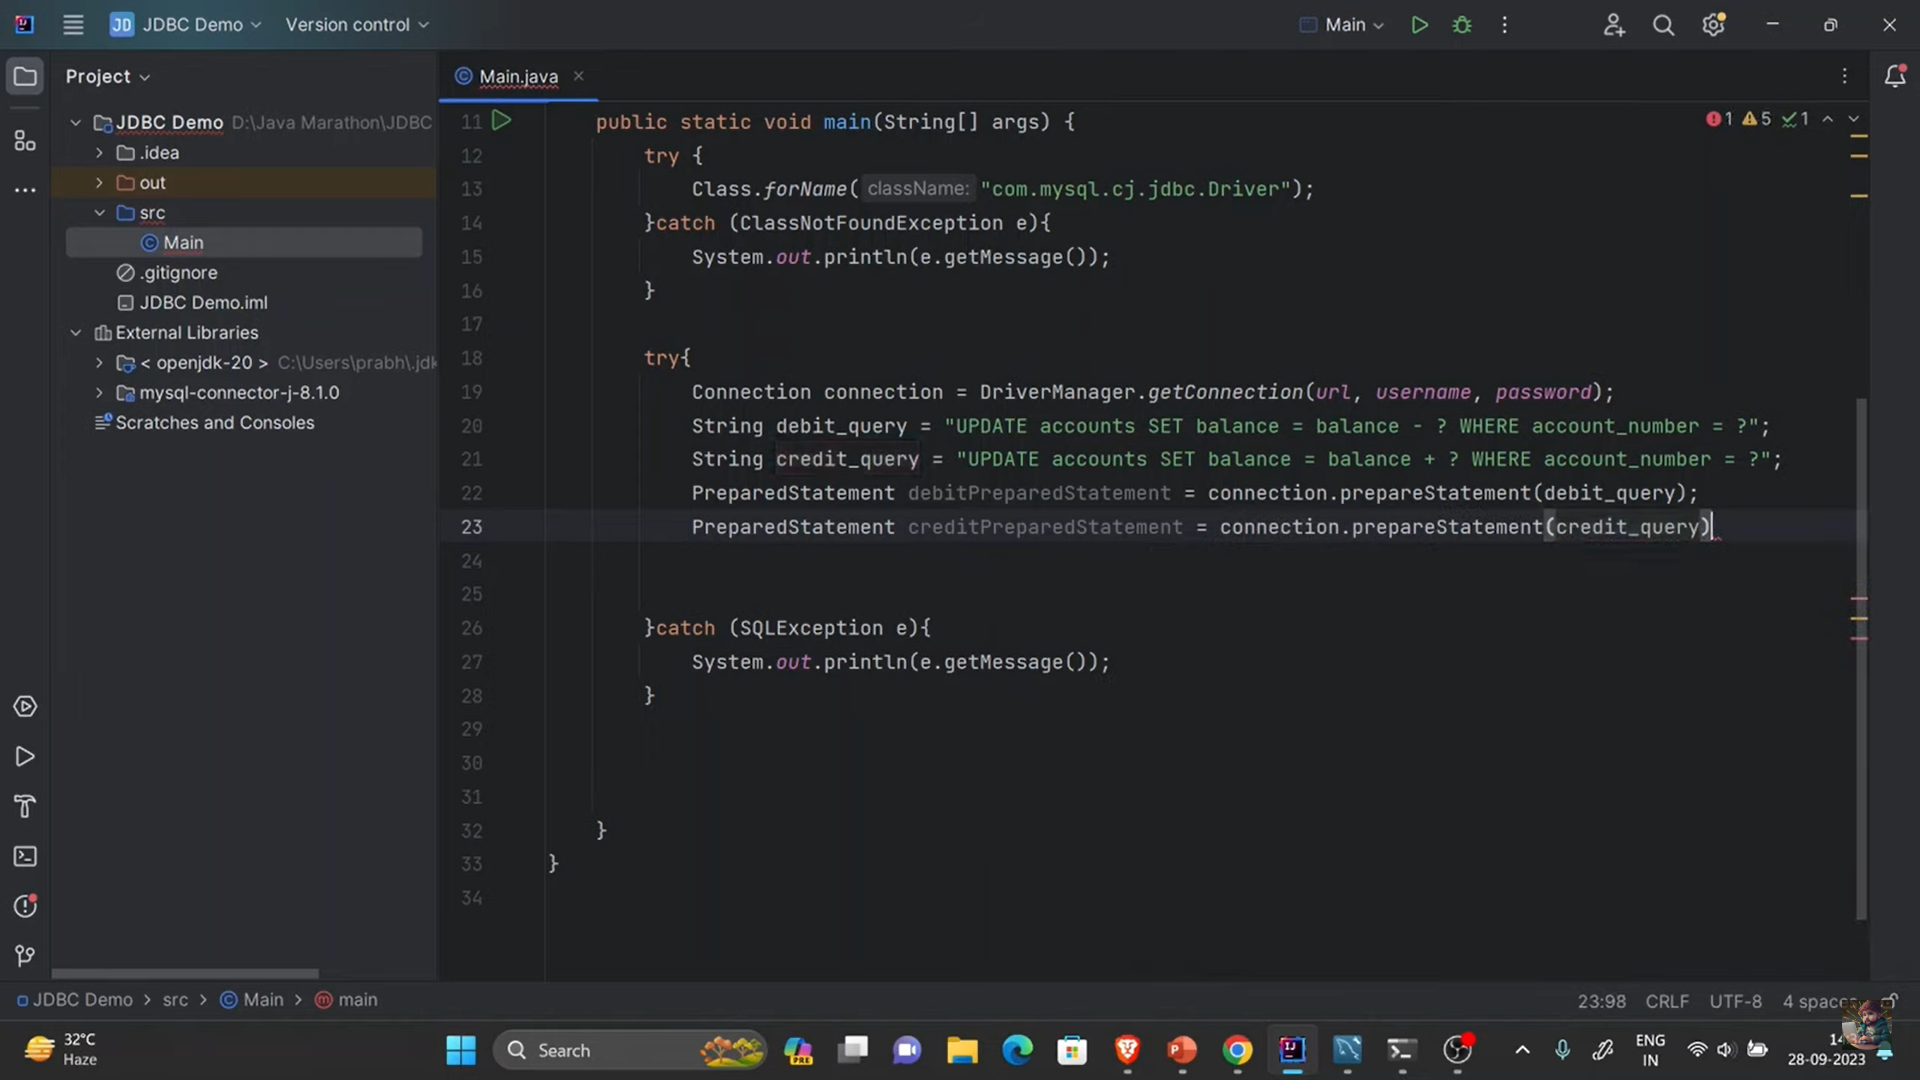 JD JDBC Demo Version control Main
Project
Main.java
JDBC Demo D:\Java Marathon\JDBC
.idea
out
src
Main
.gitignore
JDBC Demo.iml
External Libraries
< openjdk-20 > C:\Users\prabh\.jdk
mysql-connector-j-8.1.0
Scratches and Consoles
1 5 1
11 public static void main(String[] args) {
12 try {
13 Class.forName( className: "com.mysql.cj.jdbc.Driver");
14 }catch (ClassNotFoundException e){
15 System.out.println(e.getMessage());
16 }
17
18 try{
19 Connection connection = DriverManager.getConnection(url, username, password);
20 String debit_query = "UPDATE accounts SET balance = balance - ? WHERE account_number = ?";
21 String credit_query = "UPDATE accounts SET balance = balance + ? WHERE account_number = ?";
22 PreparedStatement debitPreparedStatement = connection.prepareStatement(debit_query);
23 PreparedStatement creditPreparedStatement = connection.prepareStatement(credit_query)
24
25
26 }catch (SQLException e){
27 System.out.println(e.getMessage());
28 }
29
30
31
32 }
33 }
34
JDBC Demo > src > Main > main 23:98 CRLF UTF-8 4 spaces
32°C
Haze
Search
PRE
ENG
IN
28-09-2023